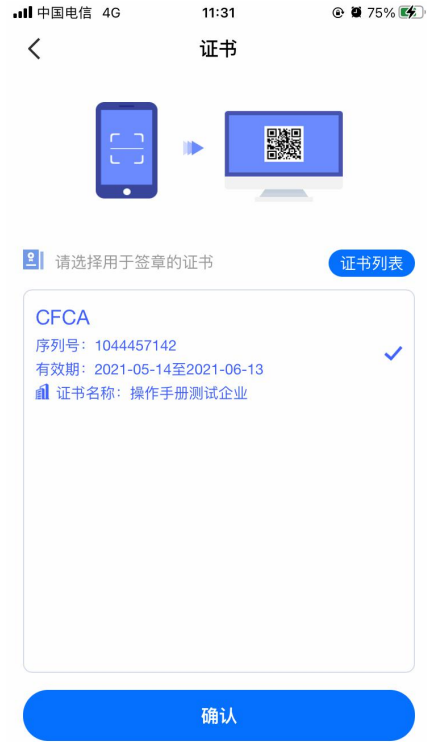 中国电信 4G 11:31 75%
证书
请选择用于签章的证书 证书列表
CFCA
序列号：1044457142
有效期：2021-05-14至2021-06-13
证书名称：操作手册测试企业
确认